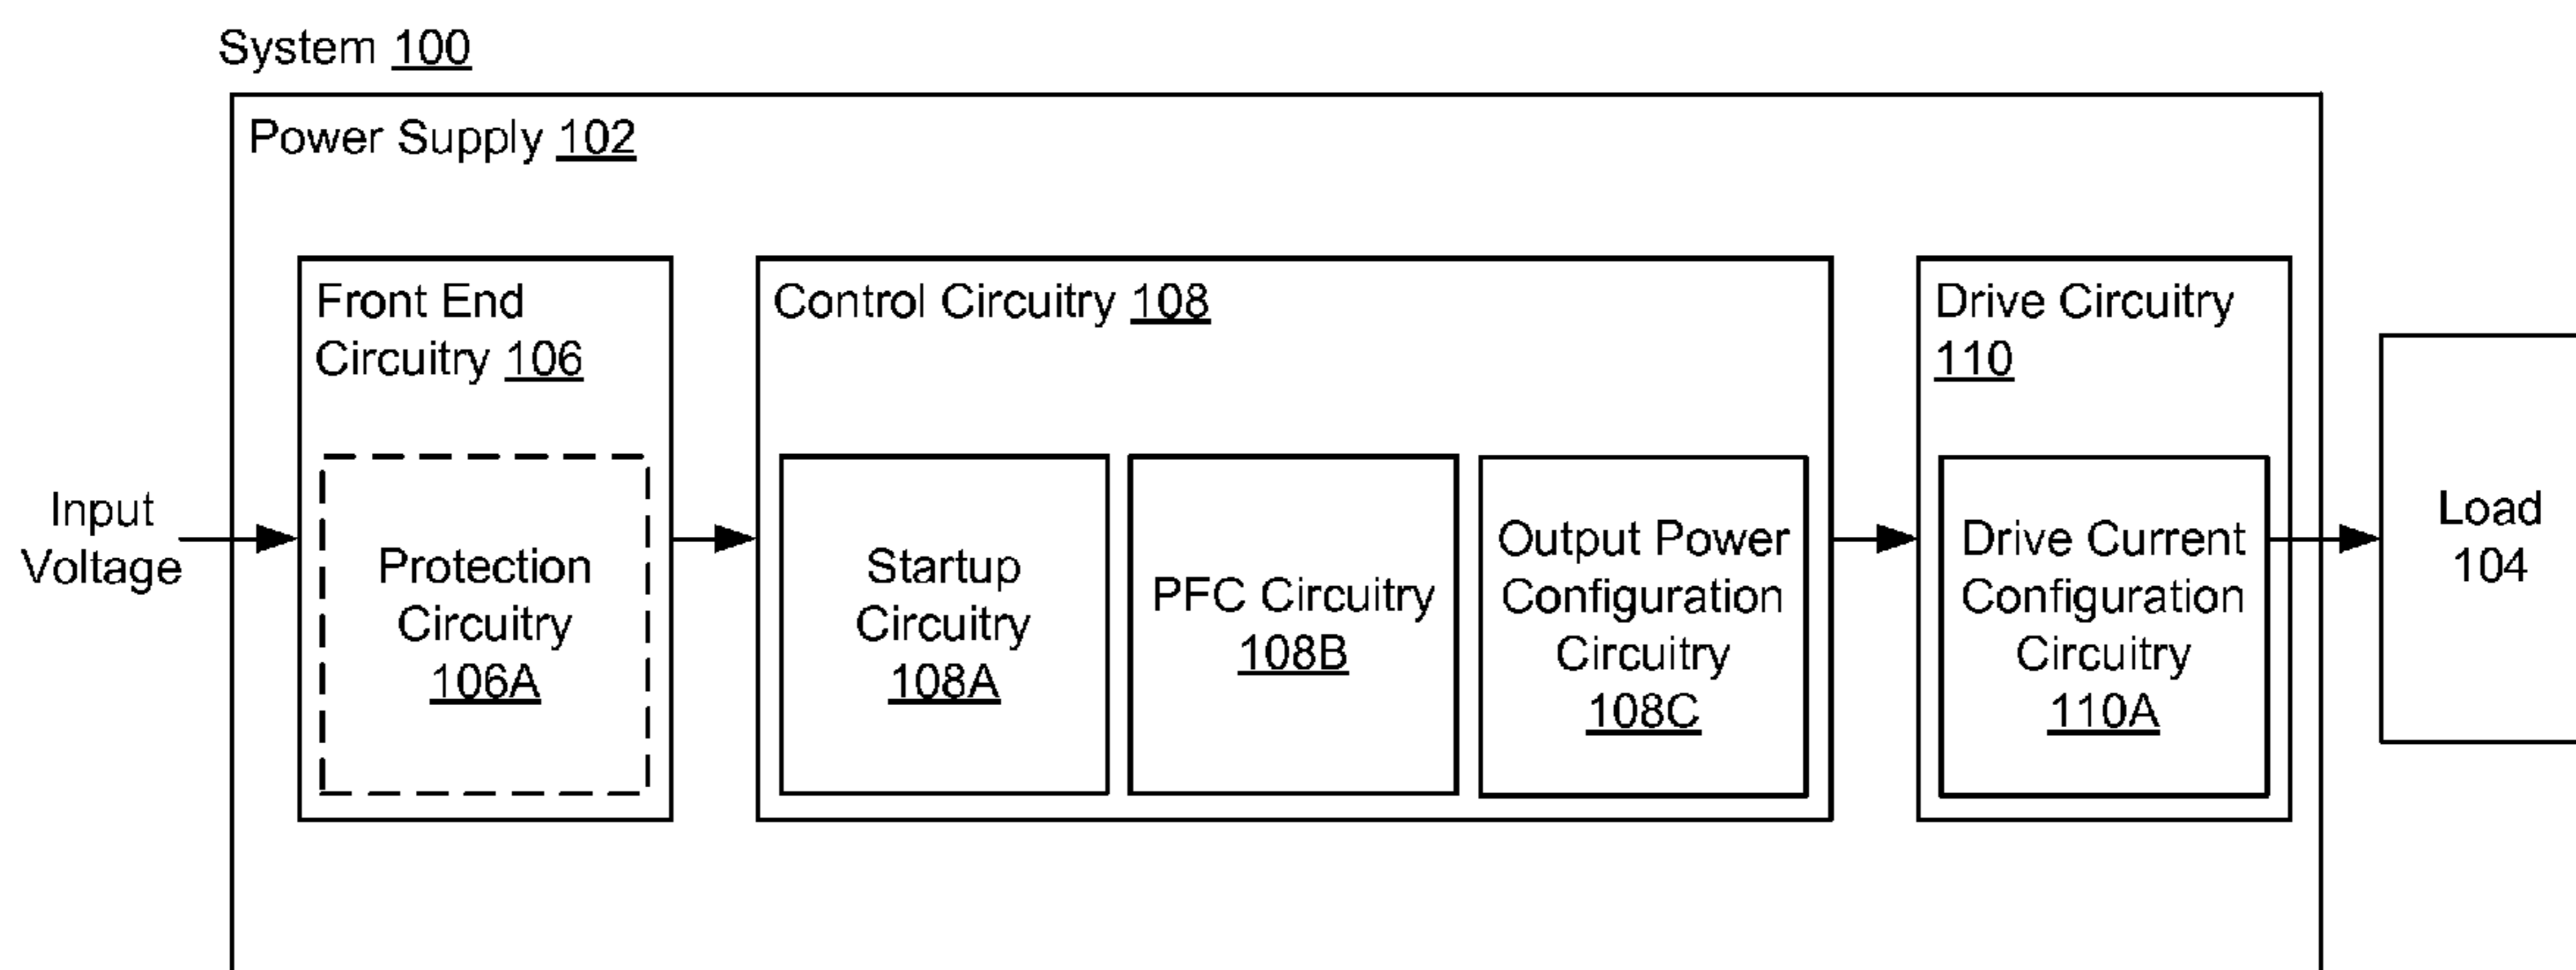 System 100
Power Supply 102
Front End
Circuitry 106
Control Circuitry 108
Drive Circuitry
110
Input
Voltage
Protection
Circuitry
106A
Startup
Circuitry
108A
PFC Circuitry
108B
Output Power
Configuration
Circuitry
108C
Drive Current
Configuration
Circuitry
110A
Load
104